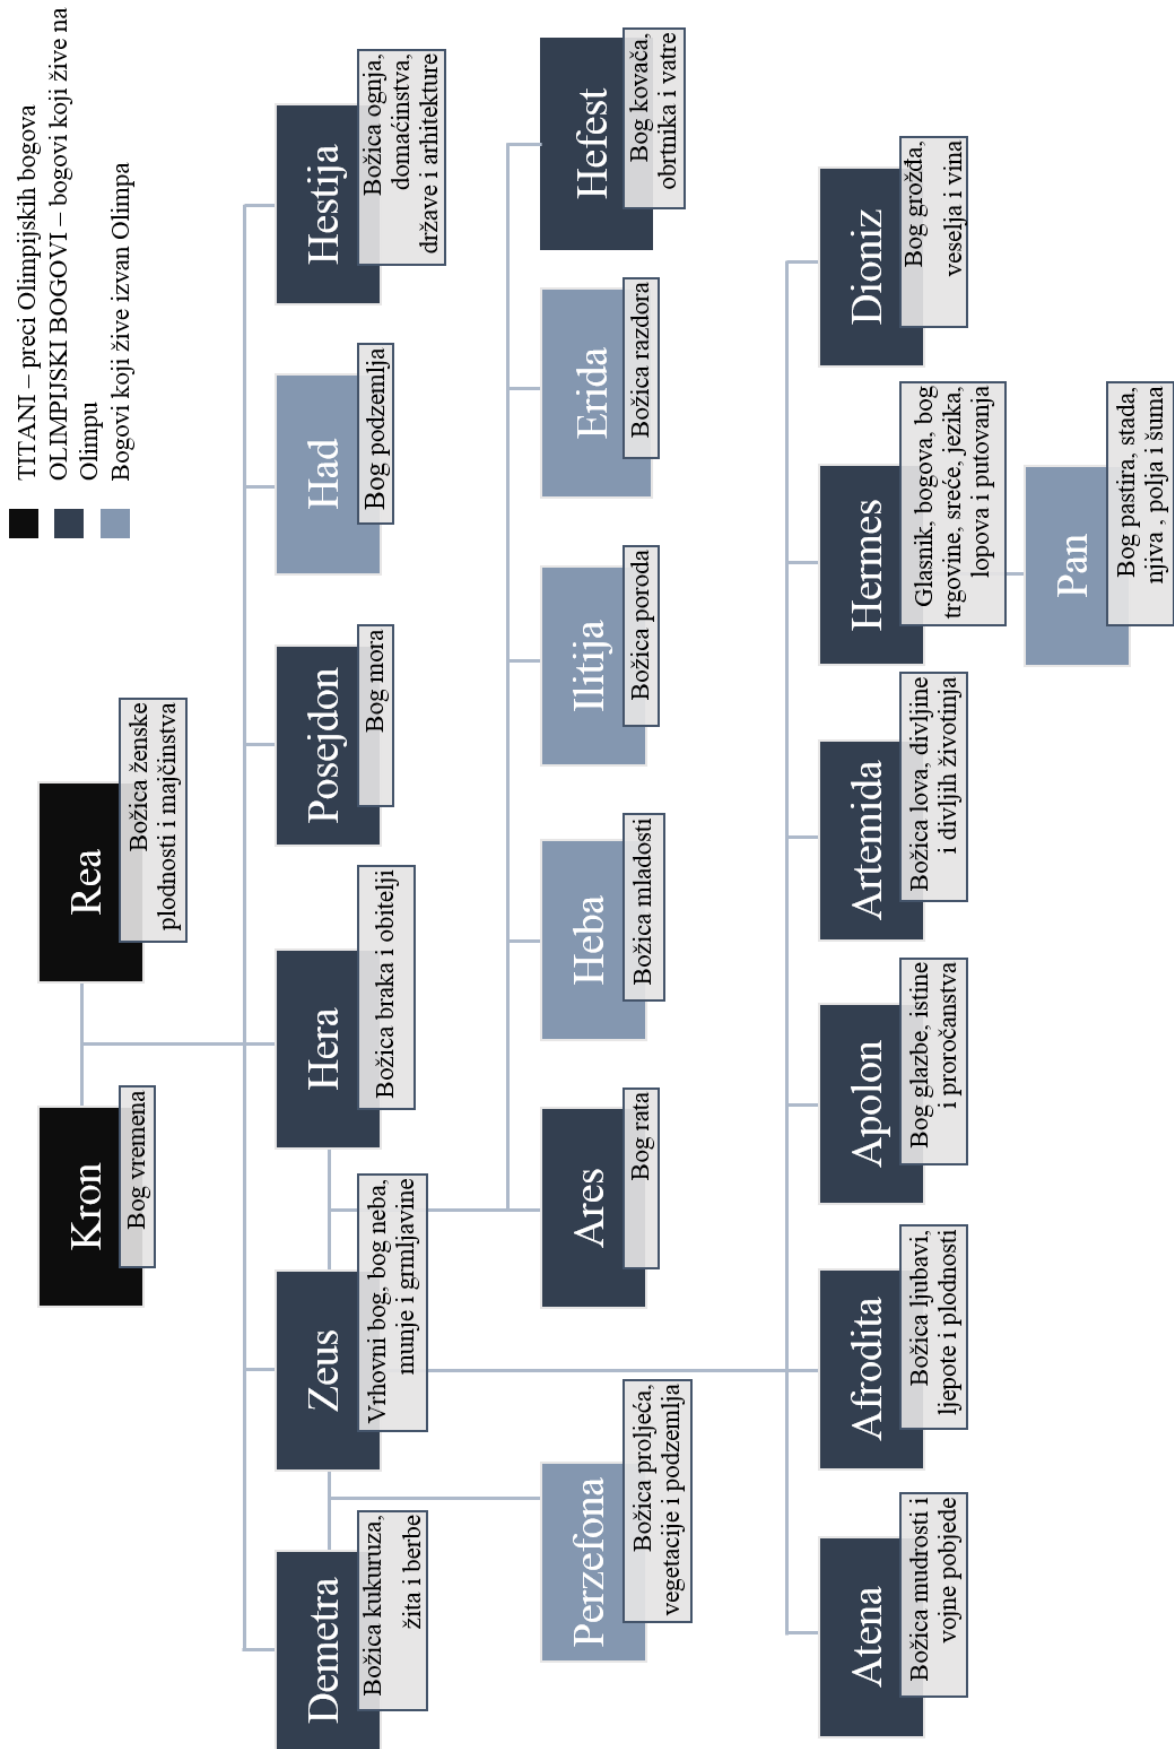 TITANI – preci Olimpijskih bogova
OLIMPIJSKI BOGOVI – bogovi koji žive na
Olimpu
Bogovi koji žive izvan Olimpa
Kron
Bog vremena
Rea
Božica ženske
plodnosti i majčinstva
Demetra
Božica kukuruza,
žita i berbe
Zeus
Vrhovni bog, bog neba,
munje i grmljavine
Hera
Božica braka i obitelji
Posejdon
Bog mora
Had
Bog podzemlja
Hestija
Božica ognja,
domaćinstva,
države i arhitekture
Perzefona
Božica proljeća,
vegetacije i podzemlja
Ares
Bog rata
Heba
Božica mladosti
Ilitija
Božica poroda
Erida
Božica razdora
Hefest
Bog kovača,
obrtnika i vatre
Atena
Božica mudrosti i
vojne pobjede
Afrodita
Božica ljubavi,
ljepote i plodnosti
Apolon
Bog glazbe, istine
i proročanstva
Artemida
Božica lova, divljine
i divljih životinja
Hermes
Glasnik, bogova, bog
trgovine, sreće, jezika,
lopova i putovanja
Dioniz
Bog grožđa,
veselja i vina
Pan
Bog pastira, stada,
njiva , polja i šuma